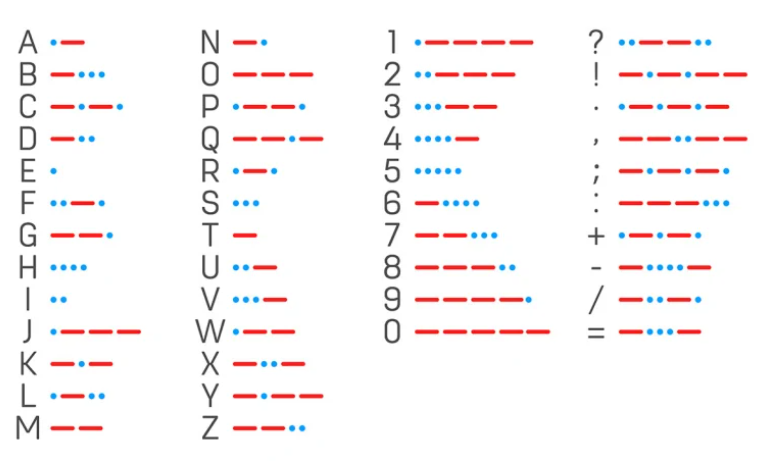 A ·—
B —···
C —·—·
D —··
E ·
F ··—·
G ——·
H ····
I ··
J ·———
K —·—
L ·—··
M ——
N —·
O ———
P ·——·
Q ——·—
R ·—·
S ···
T —
U ··—
V ···—
W ·——
X —··—
Y —·——
Z ——··
1 ·————
2 ··———
3 ···——
4 ····—
5 ·····
6 —····
7 ——···
8 ———··
9 ————·
0 —————
? ··——··
! —·—·——
. ·—·—·—
, ——··——
; —·—·—·
: ———···
+ ·—·—·
- —····—
/ —··—·
= —···—